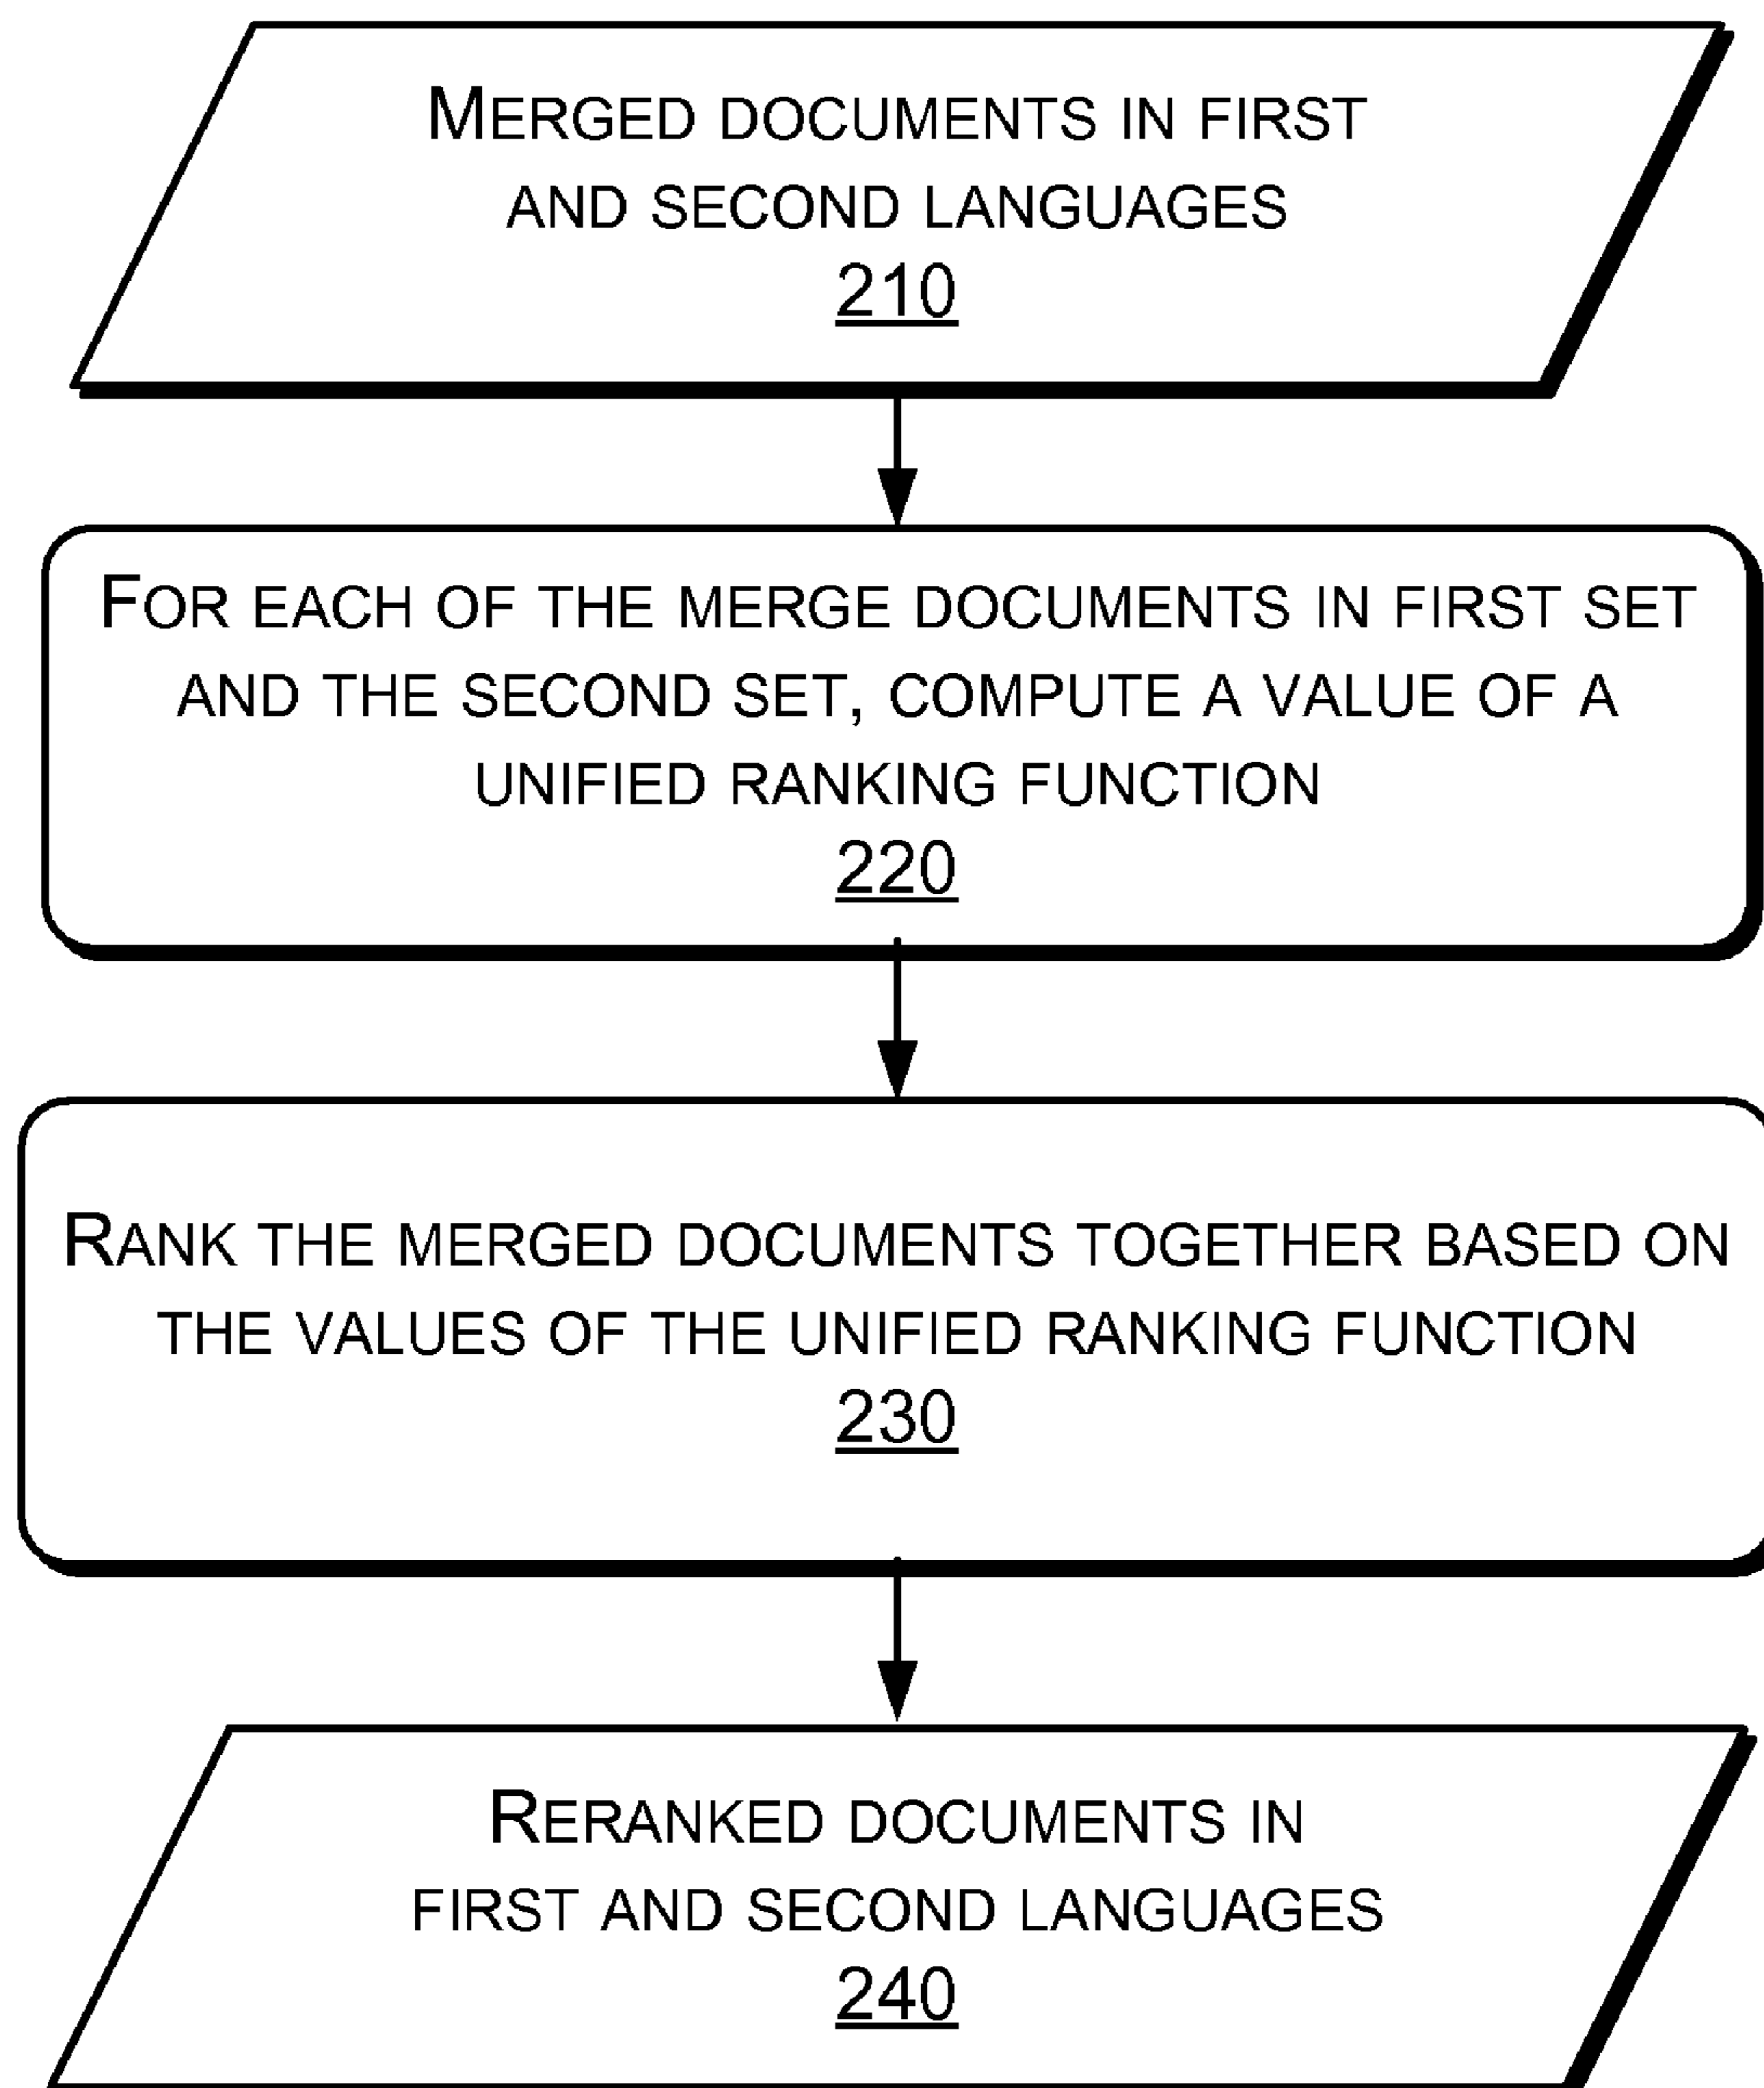 MERGED DOCUMENTS IN FIRST
AND SECOND LANGUAGES
210
FOR EACH OF THE MERGE DOCUMENTS IN FIRST SET
AND THE SECOND SET, COMPUTE A VALUE OF A
UNIFIED RANKING FUNCTION
220
RANK THE MERGED DOCUMENTS TOGETHER BASED ON
THE VALUES OF THE UNIFIED RANKING FUNCTION
230
RERANKED DOCUMENTS IN
FIRST AND SECOND LANGUAGES
240